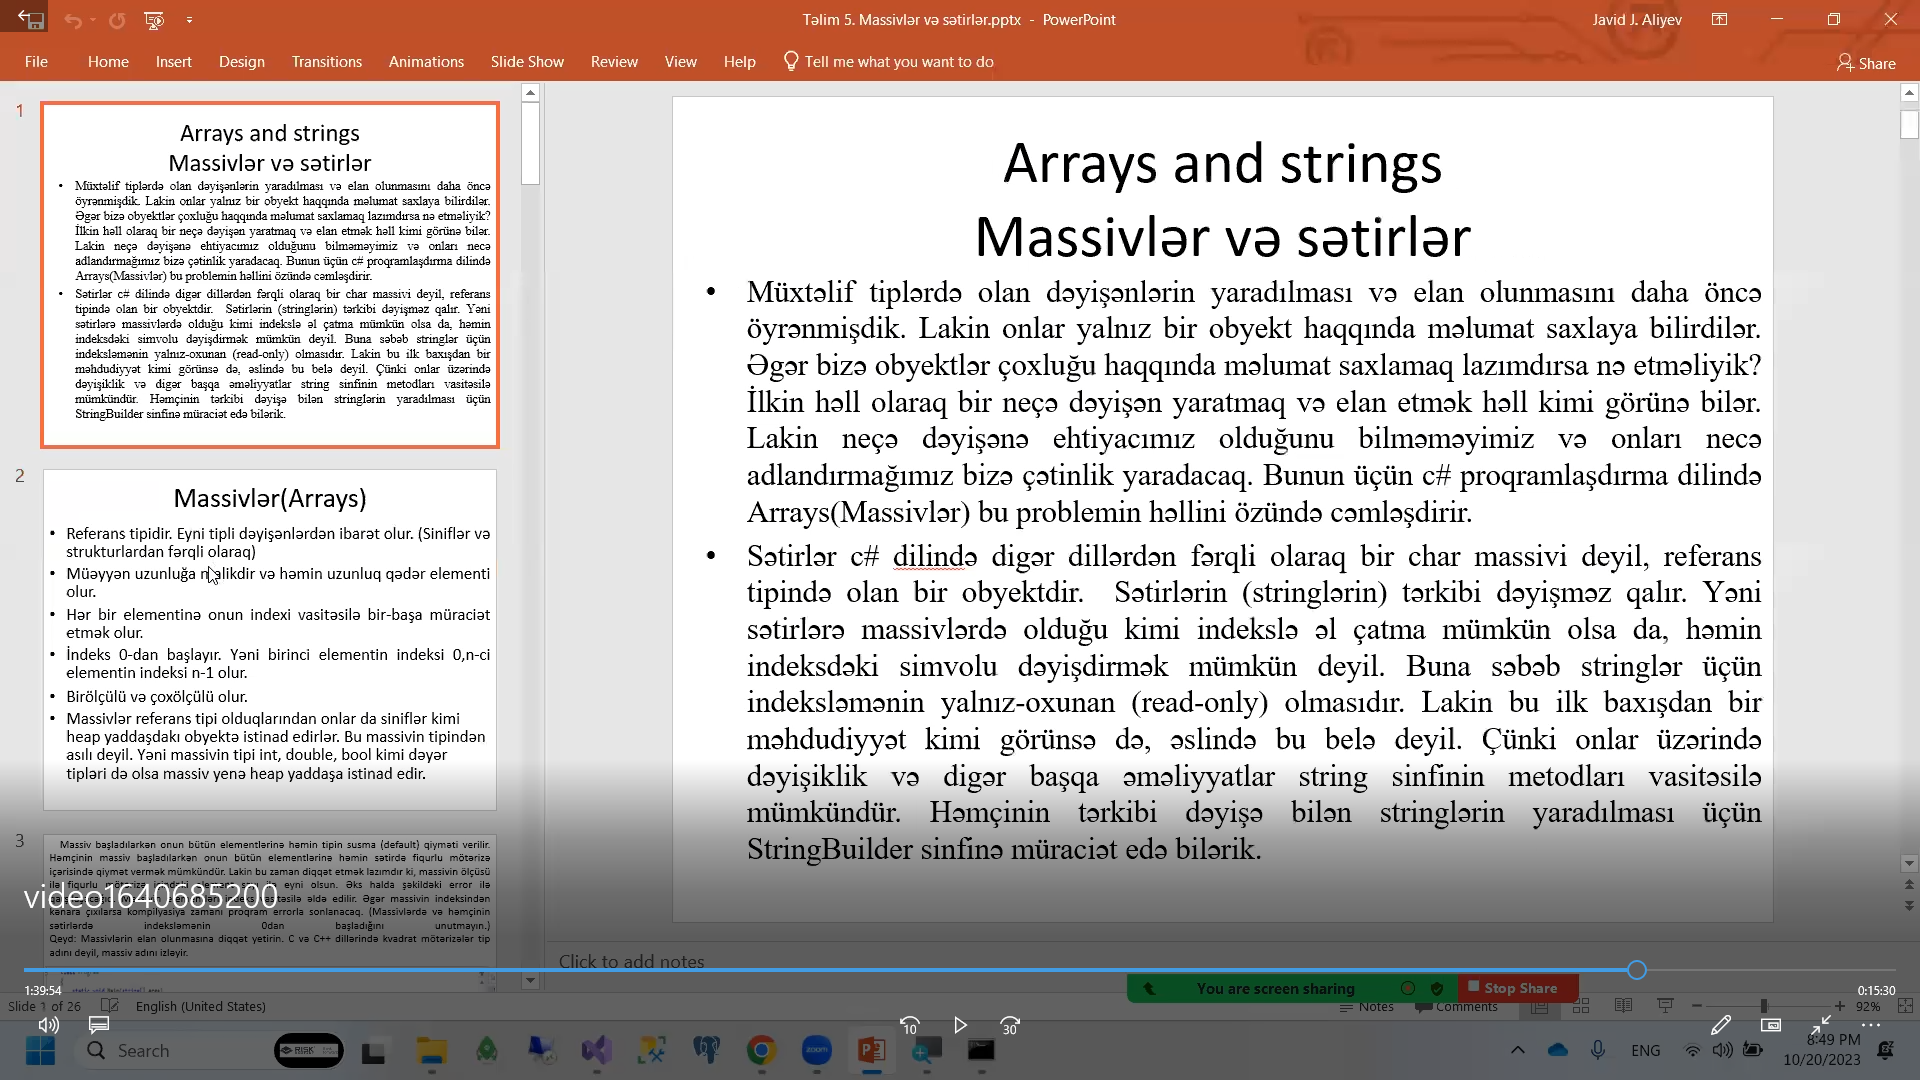 Təlim 5. Massivlər və sətirlər.pptx - PowerPoint
Javid J. Aliyev
File Home Insert Design Transitions Animations Slide Show Review View Help Tell me what you want to do
Share
1
Arrays and strings
Massivlər və sətirlər
• Müxtəlif tiplərdə olan dəyişənlərin yaradılması və elan olunmasını daha öncə
öyrənmişdik. Lakin onlar yalnız bir obyekt haqqında məlumat saxlaya bilirdilər.
Əgər bizə obyektlər çoxluğu haqqında məlumat saxlamaq lazımdırsa nə etməliyik?
İlkin həll olaraq bir neçə dəyişən yaratmaq və elan etmək həll kimi görünə bilər.
Lakin neçə dəyişənə ehtiyacımız olduğunu bilməməyimiz və onları necə
adlandırmağımız bizə çətinlik yaradacaq. Bunun üçün c# proqramlaşdırma dilində
Arrays(Massivlər) bu problemin həllini özündə cəmləşdirir.
• Sətirlər c# dilində digər dillərdən fərqli olaraq bir char massivi deyil, referans
tipində olan bir obyektdir. Sətirlərin (stringlərin) tərkibi dəyişməz qalır. Yəni
sətirlərə massivlərdə olduğu kimi indekslə əl çatma mümkün olsa da, həmin
indeksdəki simvolu dəyişdirmək mümkün deyil. Buna səbəb stringlər üçün
indeksləmənin yalnız-oxunan (read-only) olmasıdır. Lakin bu ilk baxışdan bir
məhdudiyyət kimi görünsə də, əslində bu belə deyil. Çünki onlar üzərində
dəyişiklik və digər başqa əməliyyatlar string sinfinin metodları vasitəsilə
mümkündür. Həmçinin tərkibi dəyişə bilən stringlərin yaradılması üçün
StringBuilder sinfinə müraciət edə bilərik.
2
Massivlər(Arrays)
• Referans tipidir. Eyni tipli dəyişənlərdən ibarət olur. (Siniflər və
strukturlardan fərqli olaraq)
• Müəyyən uzunluğa malikdir və həmin uzunluq qədər elementi
olur.
• Hər bir elementinə onun indexi vasitəsilə bir-başa müraciət
etmək olur.
• İndeks 0-dan başlayır. Yəni birinci elementin indeksi 0,n-ci
elementin indeksi n-1 olur.
• Birölçülü və çoxölçülü olur.
• Massivlər referans tipi olduqlarından onlar da siniflər kimi
heap yaddaşdakı obyektə istinad edirlər. Bu massivin tipindən
asılı deyil. Yəni massivin tipi int, double, bool kimi dəyər
tipləri də olsa massiv yenə heap yaddaşa istinad edir.
3
Massiv başladılarkən onun bütün elementlərinə həmin tipin susma (default) qiyməti verilir.
Həmçinin massiv başladılarkən onun bütün elementlərinə həmin sətirdə fiqurlu mötərizə
içərisində qiymət vermək mümkündür. Lakin bu zaman diqqət etmək lazımdır ki, massivin ölçüsü
ilə fiqurlu mötərizə içindəki element sayı ilə eyni olsun. Əks halda şəkildəki error ilə
vasitəsilə əldə edilir. Əgər massivin indeksindən
kənara çıxılarsa kompilyasiya zamanı proqram errorla sonlanacaq. (Massivlərdə və həmçinin
sətirlərdə indeksləmənin 0dan başladığını unutmayın.)
Qeyd: Massivlərin elan olunmasına diqqət yetirin. C və C++ dillərində kvadrat mötərizələr tip
adını deyil, massiv adını izləyir.
Arrays and strings
Massivlər və sətirlər
• Müxtəlif tiplərdə olan dəyişənlərin yaradılması və elan olunmasını daha öncə
öyrənmişdik. Lakin onlar yalnız bir obyekt haqqında məlumat saxlaya bilirdilər.
Əgər bizə obyektlər çoxluğu haqqında məlumat saxlamaq lazımdırsa nə etməliyik?
İlkin həll olaraq bir neçə dəyişən yaratmaq və elan etmək həll kimi görünə bilər.
Lakin neçə dəyişənə ehtiyacımız olduğunu bilməməyimiz və onları necə
adlandırmağımız bizə çətinlik yaradacaq. Bunun üçün c# proqramlaşdırma dilində
Arrays(Massivlər) bu problemin həllini özündə cəmləşdirir.
• Sətirlər c# dilində digər dillərdən fərqli olaraq bir char massivi deyil, referans
tipində olan bir obyektdir. Sətirlərin (stringlərin) tərkibi dəyişməz qalır. Yəni
sətirlərə massivlərdə olduğu kimi indekslə əl çatma mümkün olsa da, həmin
indeksdəki simvolu dəyişdirmək mümkün deyil. Buna səbəb stringlər üçün
indeksləmənin yalnız-oxunan (read-only) olmasıdır. Lakin bu ilk baxışdan bir
məhdudiyyət kimi görünsə də, əslində bu belə deyil. Çünki onlar üzərində
dəyişiklik və digər başqa əməliyyatlar string sinfinin metodları vasitəsilə
mümkündür. Həmçinin tərkibi dəyişə bilən stringlərin yaradılması üçün
StringBuilder sinfinə müraciət edə bilərik.
video1640685200
Click to add notes
1:39:54
0:15:30
You are screen sharing Stop Share
Slide 1 of 26 English (United States)
Notes Comments 92%
10 30
Search
RISK
zoom
ENG
8:49 PM
10/20/2023